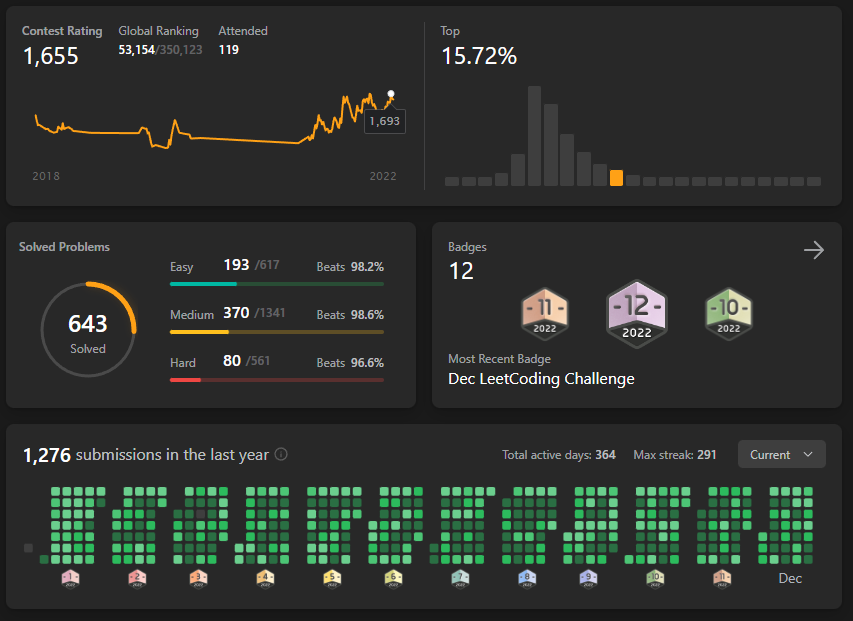 Contest Rating Global Ranking Attended
1,655 53,154/350,123 119
1,693
2018 2022
Top
15.72%
Solved Problems
643
Solved
Easy 193 /617 Beats 98.2%
Medium 370 /1341 Beats 98.6%
Hard 80 /561 Beats 96.6%
Badges
12
11
2022
12
2022
10
2022
Most Recent Badge
Dec LeetCoding Challenge
1,276 submissions in the last year
Total active days: 364 Max streak: 291 Current
1 2 3 4 5 6 7 8 9 10 11 Dec